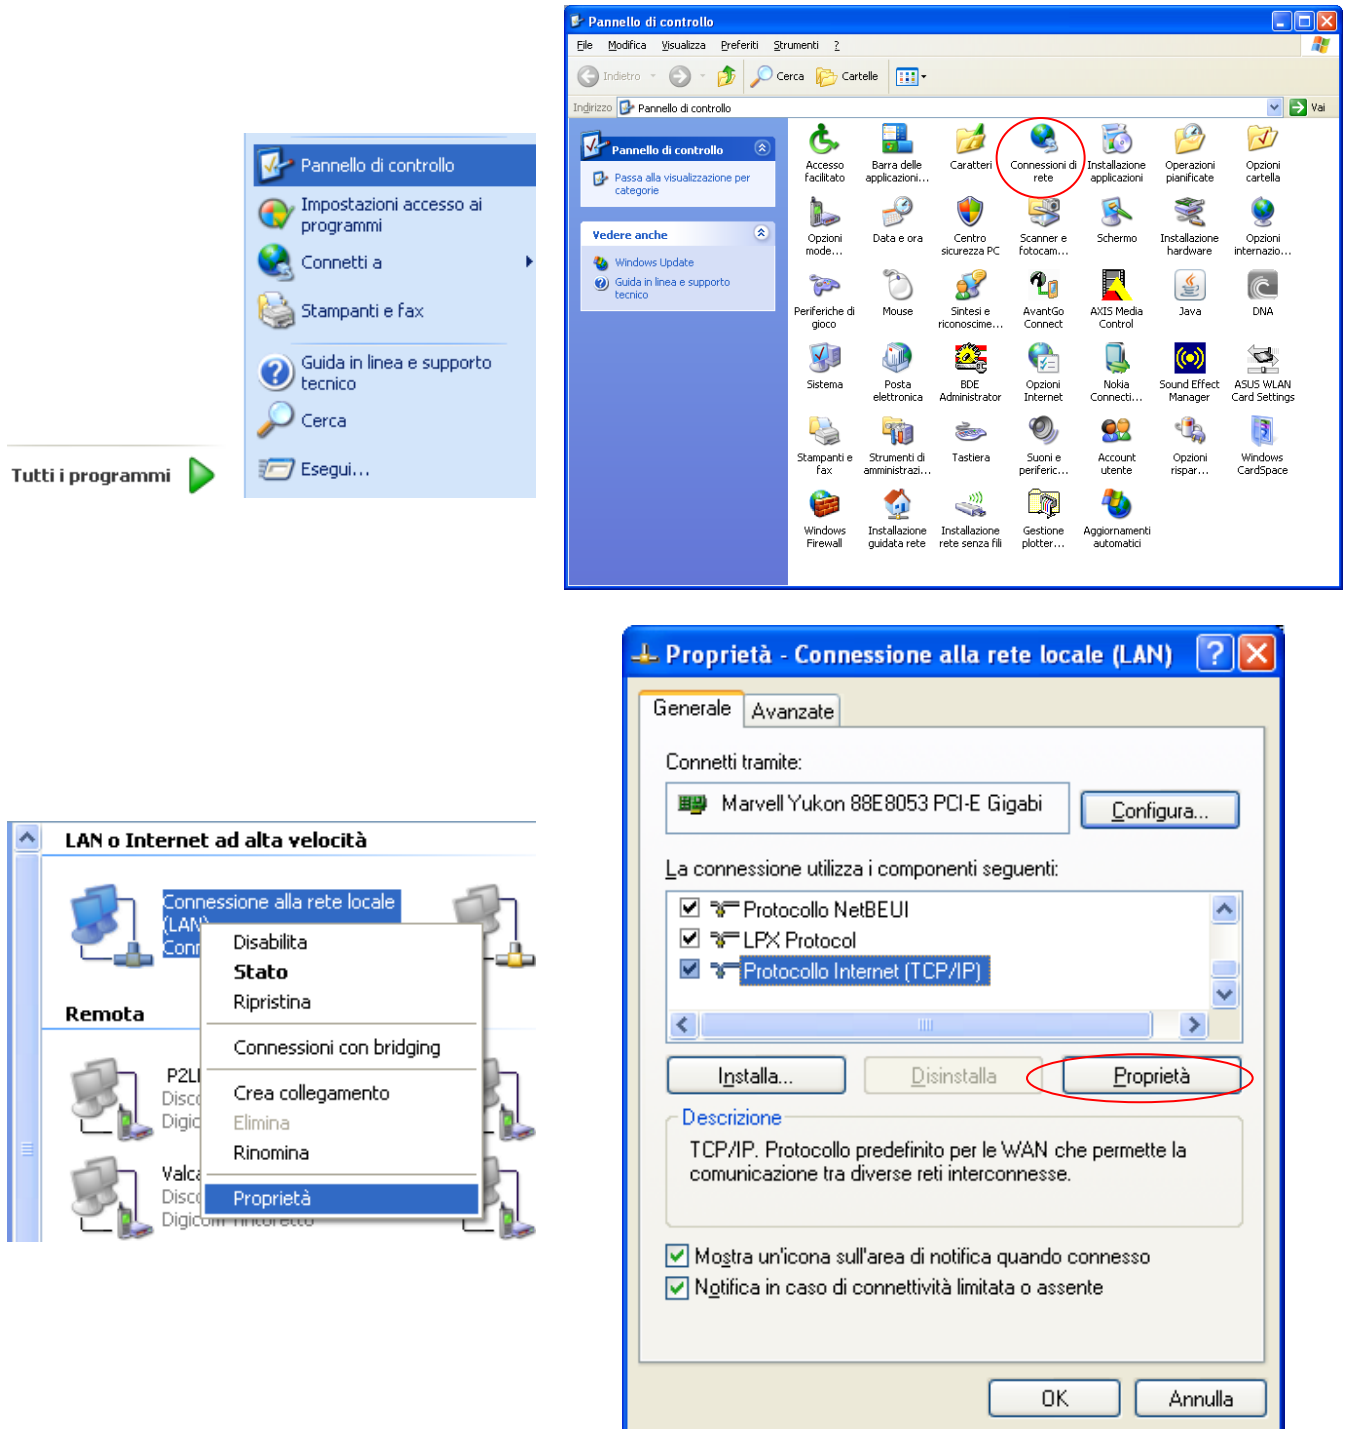 Pannello di controllo
Impostazioni accesso ai
programmi
Connetti a
Stampanti e fax
Guida in linea e supporto
tecnico
Cerca
Esegui...
Tutti i programmi
Pannello di controllo
File Modifica Visualizza Preferiti Strumenti ?
Indietro Cerca Cartelle
Indirizzo Pannello di controllo Vai
Pannello di controllo
Passa alla visualizzazione per
categorie
Vedere anche
Windows Update
Guida in linea e supporto
tecnico
Accesso
facilitato
Barra delle
applicazioni...
Caratteri
Connessioni di
rete
Installazione
applicazioni
Operazioni
pianificate
Opzioni
cartella
Opzioni
mode...
Data e ora
Centro
sicurezza PC
Scanner e
fotocam...
Schermo
Installazione
hardware
Opzioni
internazio...
Periferiche di
gioco
Mouse
Sintesi e
riconoscime...
AvantGo
Connect
AXIS Media
Control
Java
DNA
Sistema
Posta
elettronica
BDE
Administrator
Opzioni
Internet
Nokia
Connecti...
Sound Effect
Manager
ASUS WLAN
Card Settings
Stampanti e
fax
Strumenti di
amministrazi...
Tastiera
Suoni e
periferic...
Account
utente
Opzioni
rispar...
Windows
CardSpace
Windows
Firewall
Installazione
guidata rete
Installazione
rete senza fili
Gestione
plotter...
Aggiornamenti
automatici
LAN o Internet ad alta velocità
Connessione alla rete locale
(LAN)
Conn
Disabilita
Stato
Ripristina
Connessioni con bridging
Crea collegamento
Elimina
Rinomina
Proprietà
Remota
P2LI
Disco
Digic
Valca
Disco
Digicom Tintoretto
Proprietà - Connessione alla rete locale (LAN)
Generale Avanzate
Connetti tramite:
Marvell Yukon 88E8053 PCI-E Gigabi
Configura...
La connessione utilizza i componenti seguenti:
Protocollo NetBEUI
LPX Protocol
Protocollo Internet (TCP/IP)
Installa... Disinstalla Proprietà
Descrizione
TCP/IP. Protocollo predefinito per le WAN che permette la
comunicazione tra diverse reti interconnesse.
Mostra un'icona sull'area di notifica quando connesso
Notifica in caso di connettività limitata o assente
OK Annulla